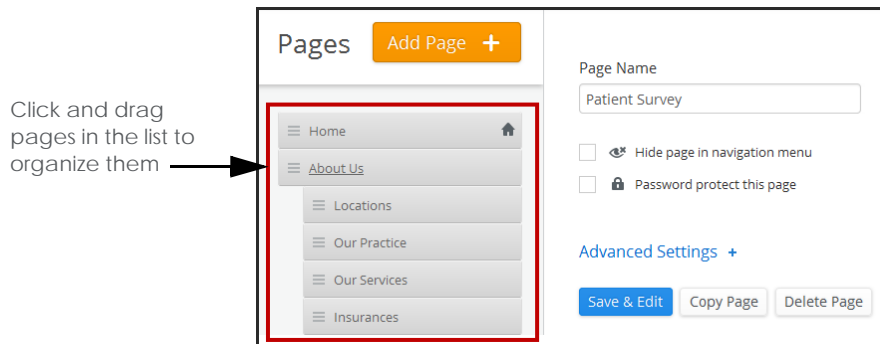 Pages
Add Page +
Click and drag
pages in the list to
organize them
Home
About Us
Locations
Our Practice
Our Services
Insurances
Page Name
Patient Survey
Hide page in navigation menu
Password protect this page
Advanced Settings +
Save & Edit
Copy Page
Delete Page